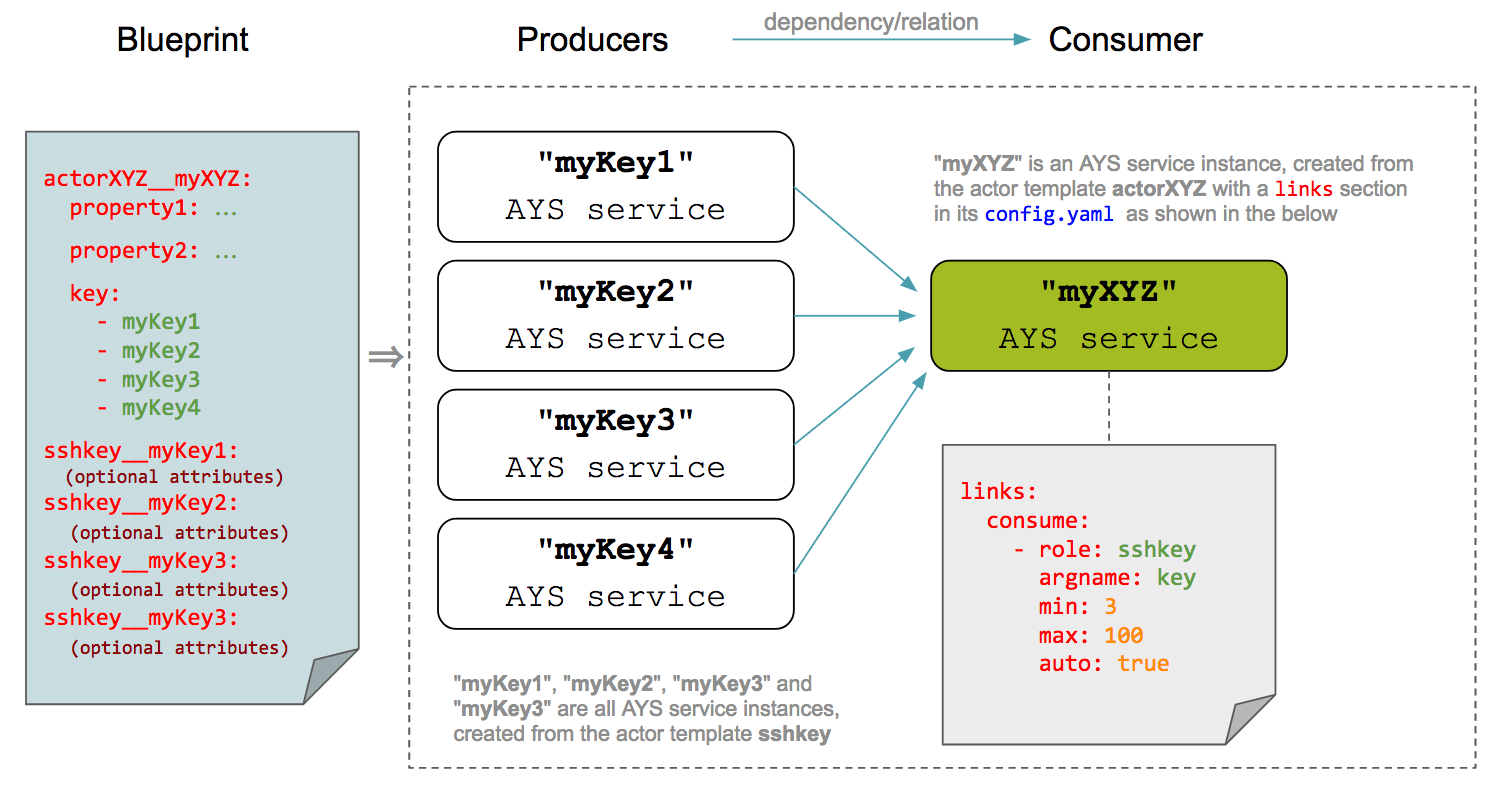 Blueprint
Producers
dependency/relation
Consumer
actorXYZ__myXYZ:
property1: ...
property2: ...
key:
- myKey1
- myKey2
- myKey3
- myKey4
sshkey__myKey1:
(optional attributes)
sshkey__myKey2:
(optional attributes)
sshkey__myKey3:
(optional attributes)
sshkey__myKey3:
(optional attributes)
⇒
"myKey1"
AYS service
"myKey2"
AYS service
"myKey3"
AYS service
"myKey4"
AYS service
"myKey1", "myKey2", "myKey3" and
"myKey3" are all AYS service instances,
created from the actor template sshkey
"myXYZ" is an AYS service instance, created from
the actor template actorXYZ with a links section
in its config.yaml as shown in the below
"myXYZ"
AYS service
links:
consume:
- role: sshkey
argname: key
min: 3
max: 100
auto: true